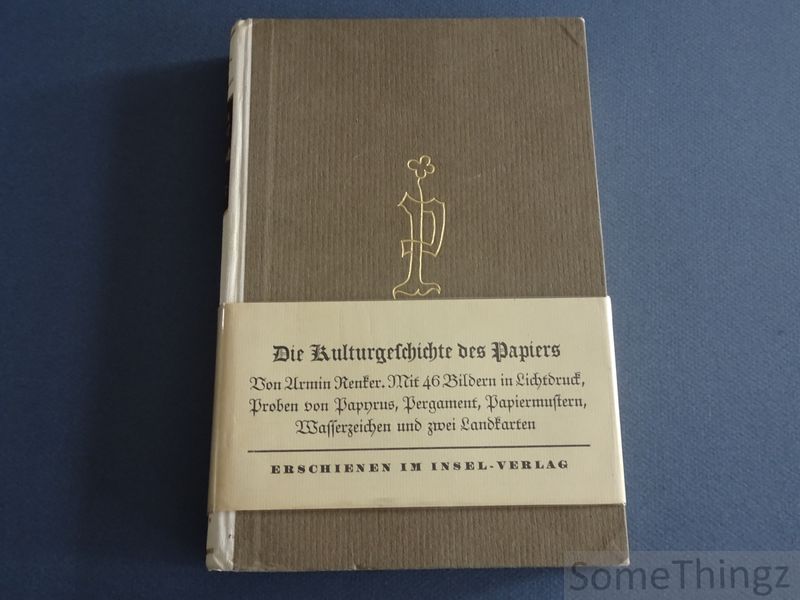 Die Kulturgeschichte des Papiers
Von Armin Renker. Mit 46 Bildern in Lichtdruck,
Proben von Papyrus, Pergament, Papiermustern,
Wasserzeichen und zwei Landkarten
ERSCHIENEN IM INSEL-VERLAG
SomeThingz